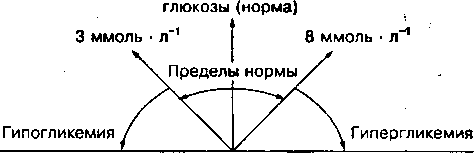 глюкозы (норма)
3 ммоль · л⁻¹
8 ммоль · л⁻¹
Пределы нормы
Гипогликемия
Гипергликемия